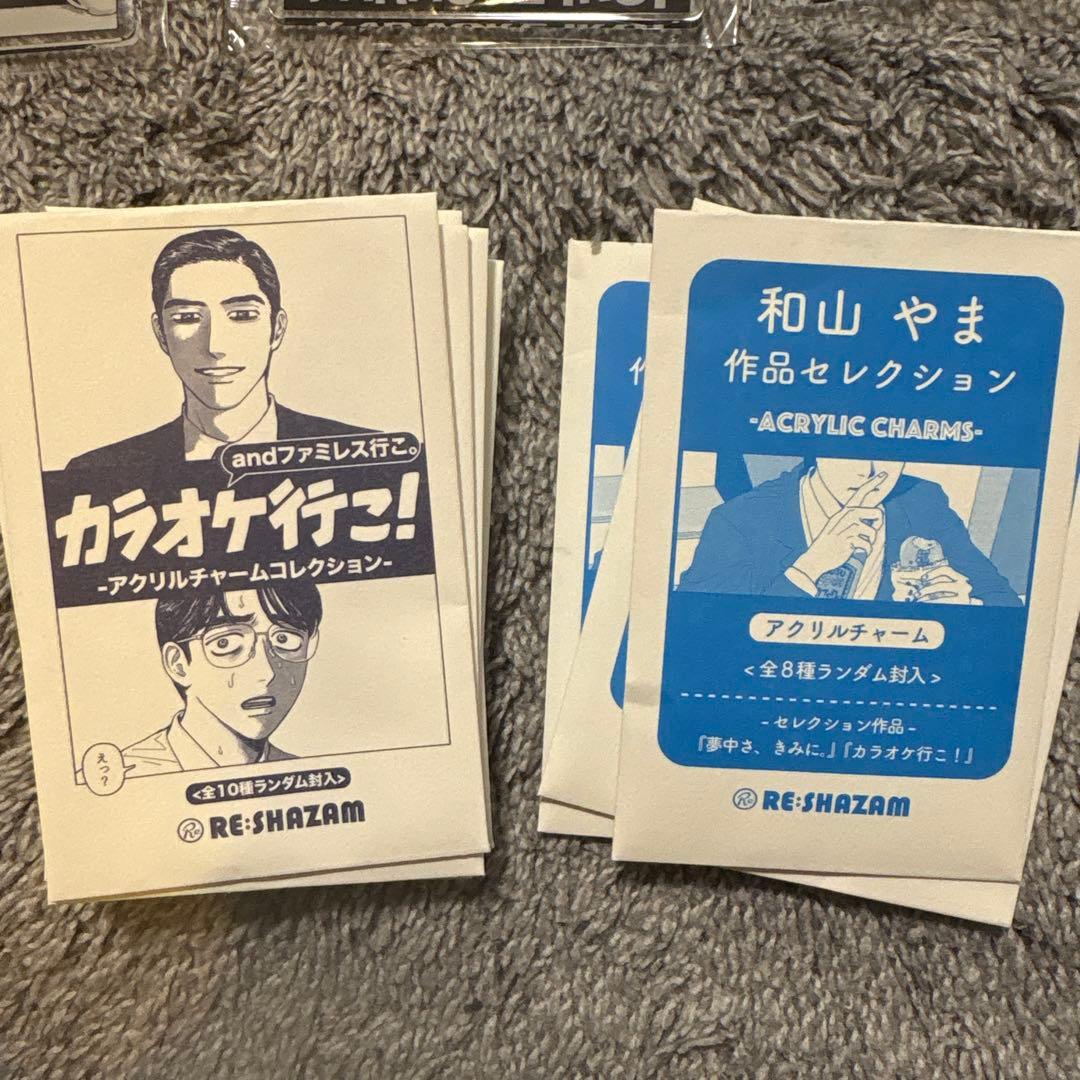 andファミレス行こ。
カラオケ行こ!
-アクリルチャームコレクション-
えっ?
<全10種ランダム封入>
Re RE:SHAZAM
和山 やま
作品セレクション
-ACRYLIC CHARMS-
アクリルチャーム
<全8種ランダム封入>
- セレクション作品 -
『夢中さ、きみに。』『カラオケ行こ!』
Re RE:SHAZAM